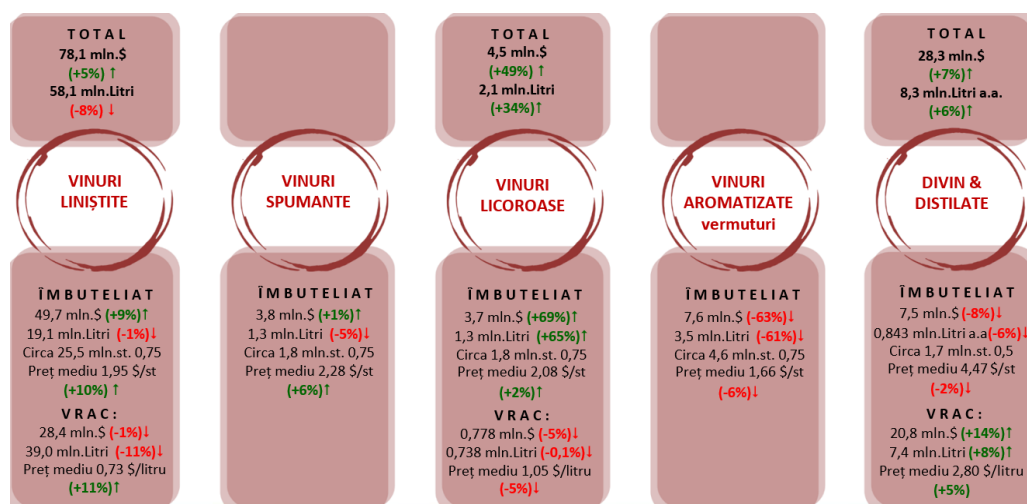 TOTAL
78,1 mln.$
(+5%) ↑
58,1 mln.Litri
(-8%) ↓
VINURI
LINIȘTITE
ÎMBUTELIAT
49,7 mln.$ (+9%)↑
19,1 mln.Litri (-1%)↓
Circa 25,5 mln.st. 0,75
Preț mediu 1,95 $/st
(+10%) ↑
VRAC:
28,4 mln.$ (-1%)↓
39,0 mln.Litri (-11%)↓
Preț mediu 0,73 $/litru
(+11%)↑
VINURI
SPUMANTE
ÎMBUTELIAT
3,8 mln.$ (+1%)↑
1,3 mln.Litri (-5%)↓
Circa 1,8 mln.st. 0,75
Preț mediu 2,28 $/st
(+6%)↑
TOTAL
4,5 mln.$
(+49%) ↑
2,1 mln.Litri
(+34%)↑
VINURI
LICOROASE
ÎMBUTELIAT
3,7 mln.$ (+69%)↑
1,3 mln.Litri (+65%)↑
Circa 1,8 mln.st. 0,75
Preț mediu 2,08 $/st
(+2%)↑
VRAC:
0,778 mln.$ (-5%)↓
0,738 mln.Litri (-0,1%)↓
Preț mediu 1,05 $/litru
(-5%)↓
VINURI
AROMATIZATE
vermuturi
ÎMBUTELIAT
7,6 mln.$ (-63%)↓
3,5 mln.Litri (-61%)↓
Circa 4,6 mln.st. 0,75
Preț mediu 1,66 $/st
(-6%)↓
TOTAL
28,3 mln.$
(+7%)↑
8,3 mln.Litri a.a.
(+6%)↑
DIVIN &
DISTILATE
ÎMBUTELIAT
7,5 mln.$ (-8%)↓
0,843 mln.Litri a.a(-6%)↓
Circa 1,7 mln.st. 0,5
Preț mediu 4,47 $/st
(-2%)↓
VRAC:
20,8 mln.$ (+14%)↑
7,4 mln.Litri (+8%)↑
Preț mediu 2,80 $/litru
(+5%)